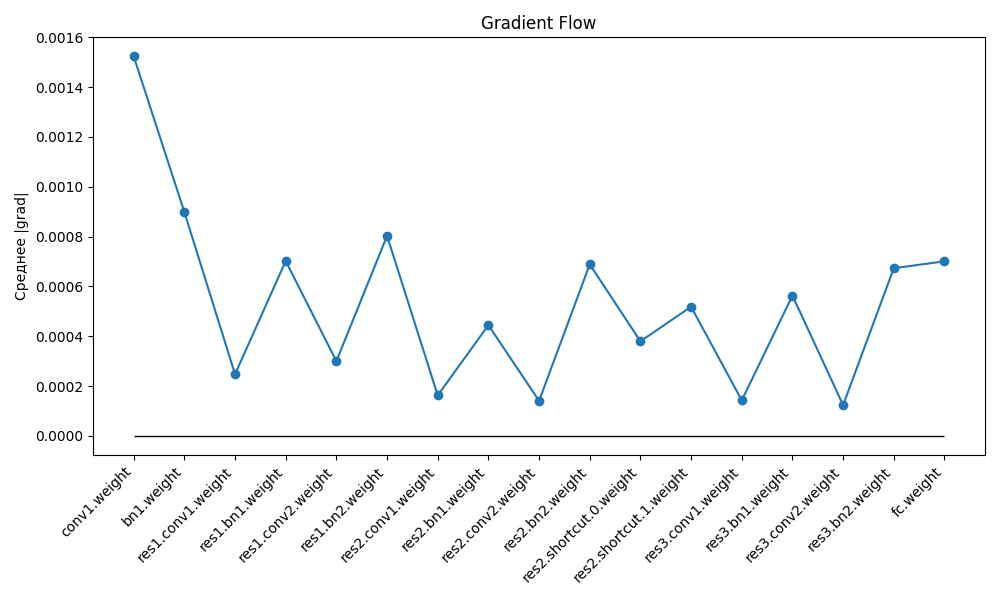 Gradient Flow
Среднее |grad|
0.0016
0.0014
0.0012
0.0010
0.0008
0.0006
0.0004
0.0002
0.0000
conv1.weight
bn1.weight
res1.conv1.weight
res1.bn1.weight
res1.conv2.weight
res1.bn2.weight
res2.conv1.weight
res2.bn1.weight
res2.conv2.weight
res2.bn2.weight
res2.shortcut.0.weight
res2.shortcut.1.weight
res3.conv1.weight
res3.bn1.weight
res3.conv2.weight
res3.bn2.weight
fc.weight